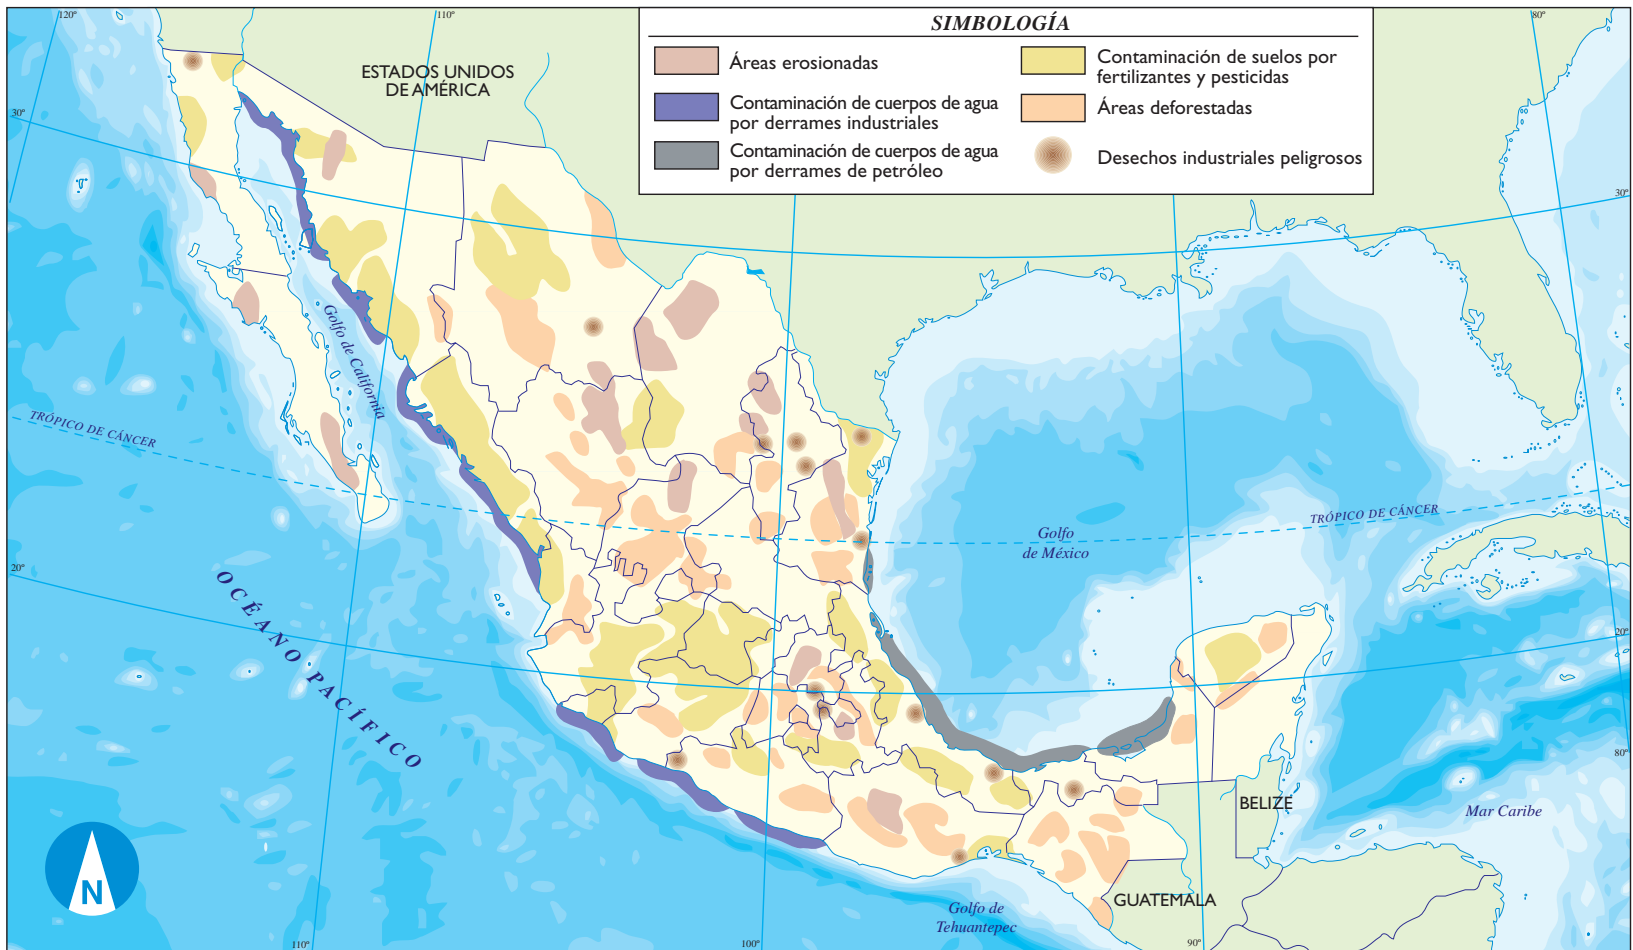 120°
110°
80°
SIMBOLOGÍA
Áreas erosionadas
Contaminación de cuerpos de agua
por derrames industriales
Contaminación de cuerpos de agua
por derrames de petróleo
Contaminación de suelos por
fertilizantes y pesticidas
Áreas deforestadas
Desechos industriales peligrosos
ESTADOS UNIDOS
DE AMÉRICA
30°
30°
Golfo de California
TRÓPICO DE CÁNCER
TRÓPICO DE CÁNCER
Golfo
de México
20°
20°
OCÉANO PACÍFICO
80°
BELIZE
Mar Caribe
GUATEMALA
N
Golfo de
Tehuantepec
110°
100°
90°